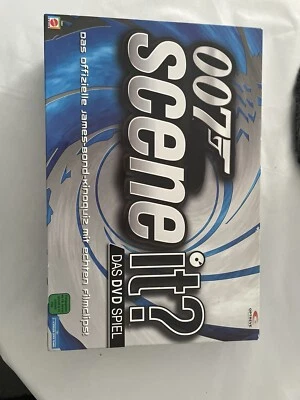 007
scene it?
DAS DVD SPIEL
Das offizielle James-Bond-Kinoquiz mit echten Filmclips!